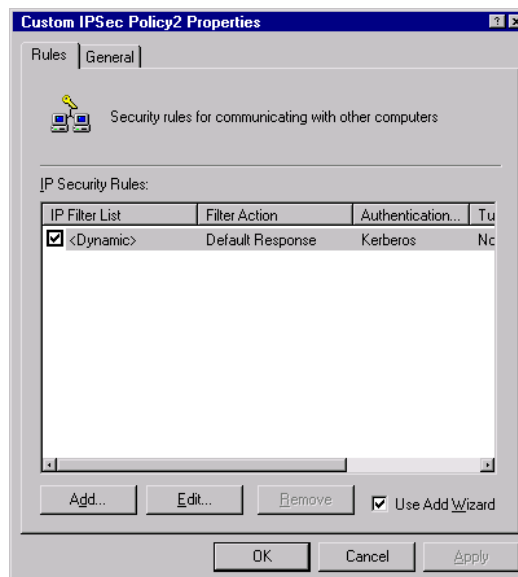 Custom IPSec Policy2 Properties
Rules
General
Security rules for communicating with other computers
IP Security Rules:
IP Filter List Filter Action Authentication... Tu
<Dynamic> Default Response Kerberos Nc
Add... Edit... Remove Use Add Wizard
OK Cancel Apply